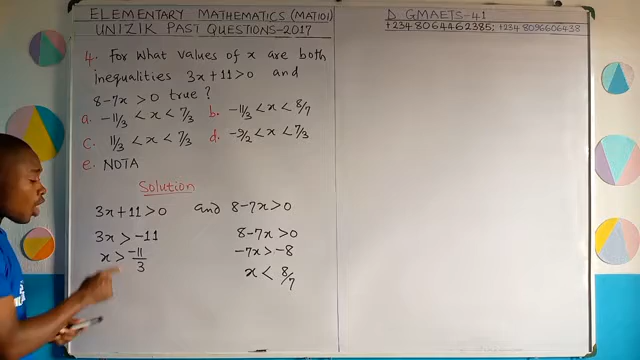 ELEMENTARY MATHEMATICS (MAT101)
UNIZIK PAST QUESTIONS-2017
D GMAETS-41
+2348064462385; +2348096606438
4. For what values of x are both
inequalities 3x+11>0 and
8-7x>0 true?
a. -11/3 < x < 7/3 b. -11/3 < x < 8/7
c. 11/3 < x < 7/3 d. -9/2 < x < 7/3
e. NOTA
Solution
3x+11>0 and 8-7x>0
3x > -11 8-7x>0
x > -11/3 -7x > -8
x < 8/7